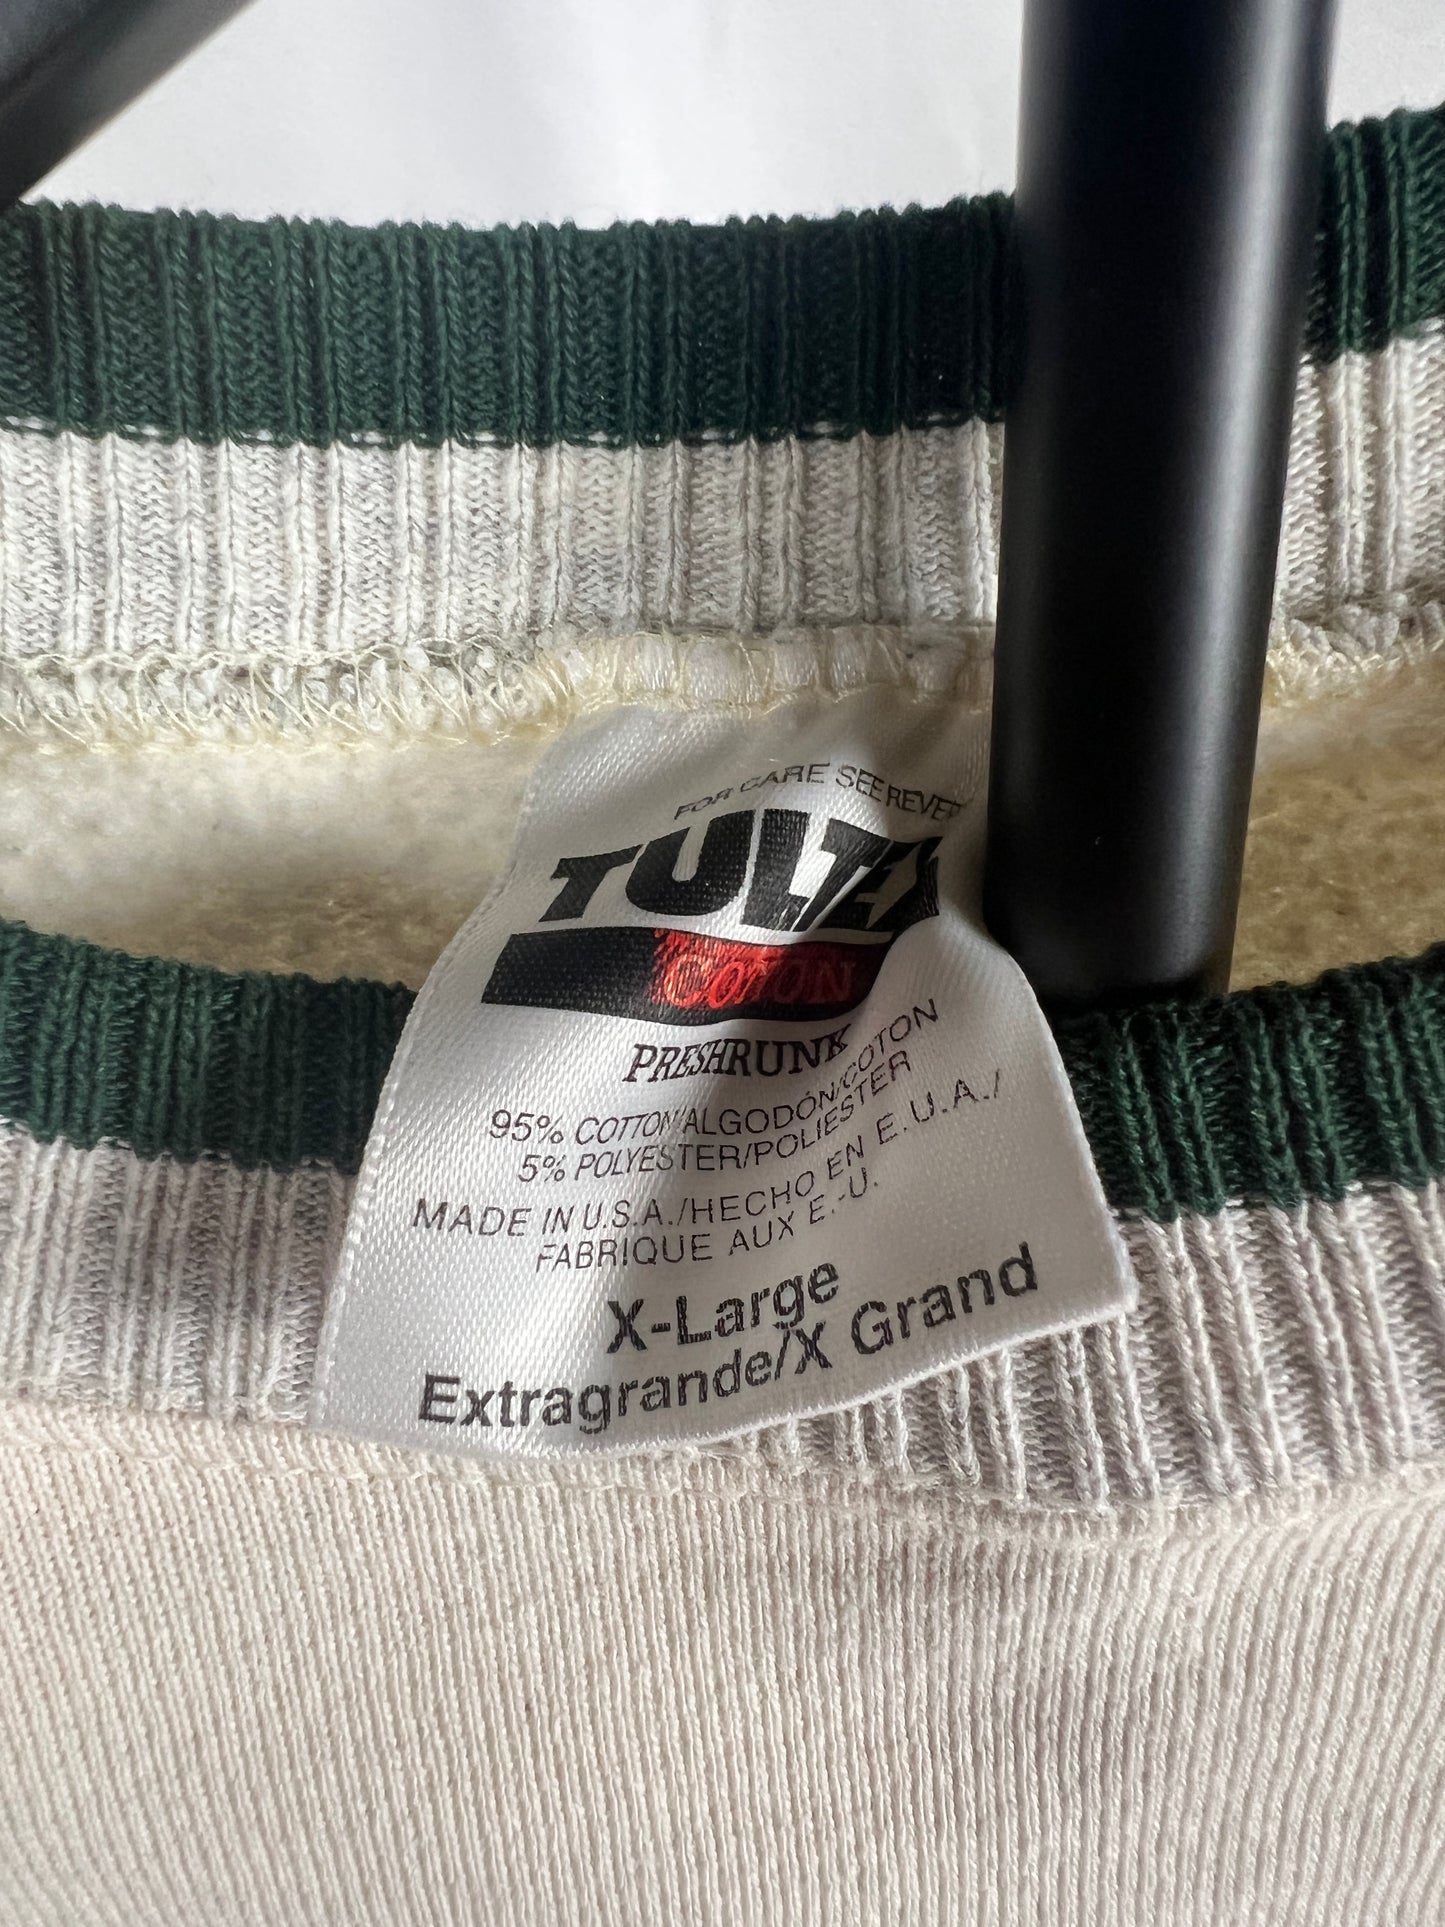 FOR CARE SEE REVER
TULTEX
COTTON
PRESHRUNK
95% COTTON/ALGODÓN/COTON
5% POLYESTER/POLIESTER
MADE IN U.S.A./HECHO EN E.U.A./
FABRIQUE AUX E.-U.
X-Large
Extragrande/X Grand